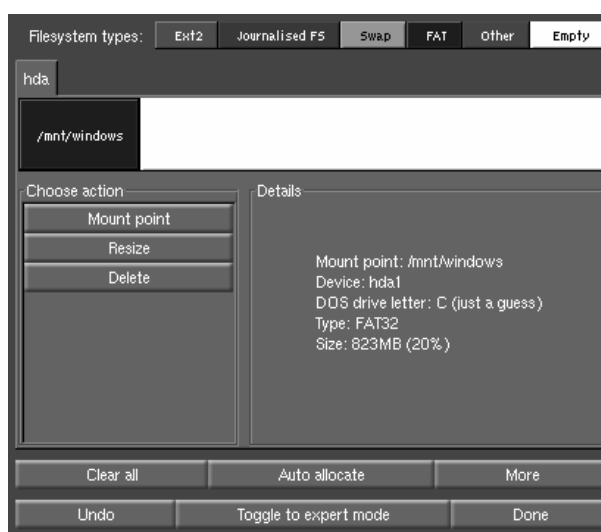 Filesystem types: Ext2 Journalised FS Swap FAT Other Empty
hda
/mnt/windows
Choose action
Mount point
Resize
Delete
Details
Mount point: /mnt/windows
Device: hda1
DOS drive letter: C (just a guess)
Type: FAT32
Size: 823MB (20%)
Clear all Auto allocate More
Undo Toggle to expert mode Done